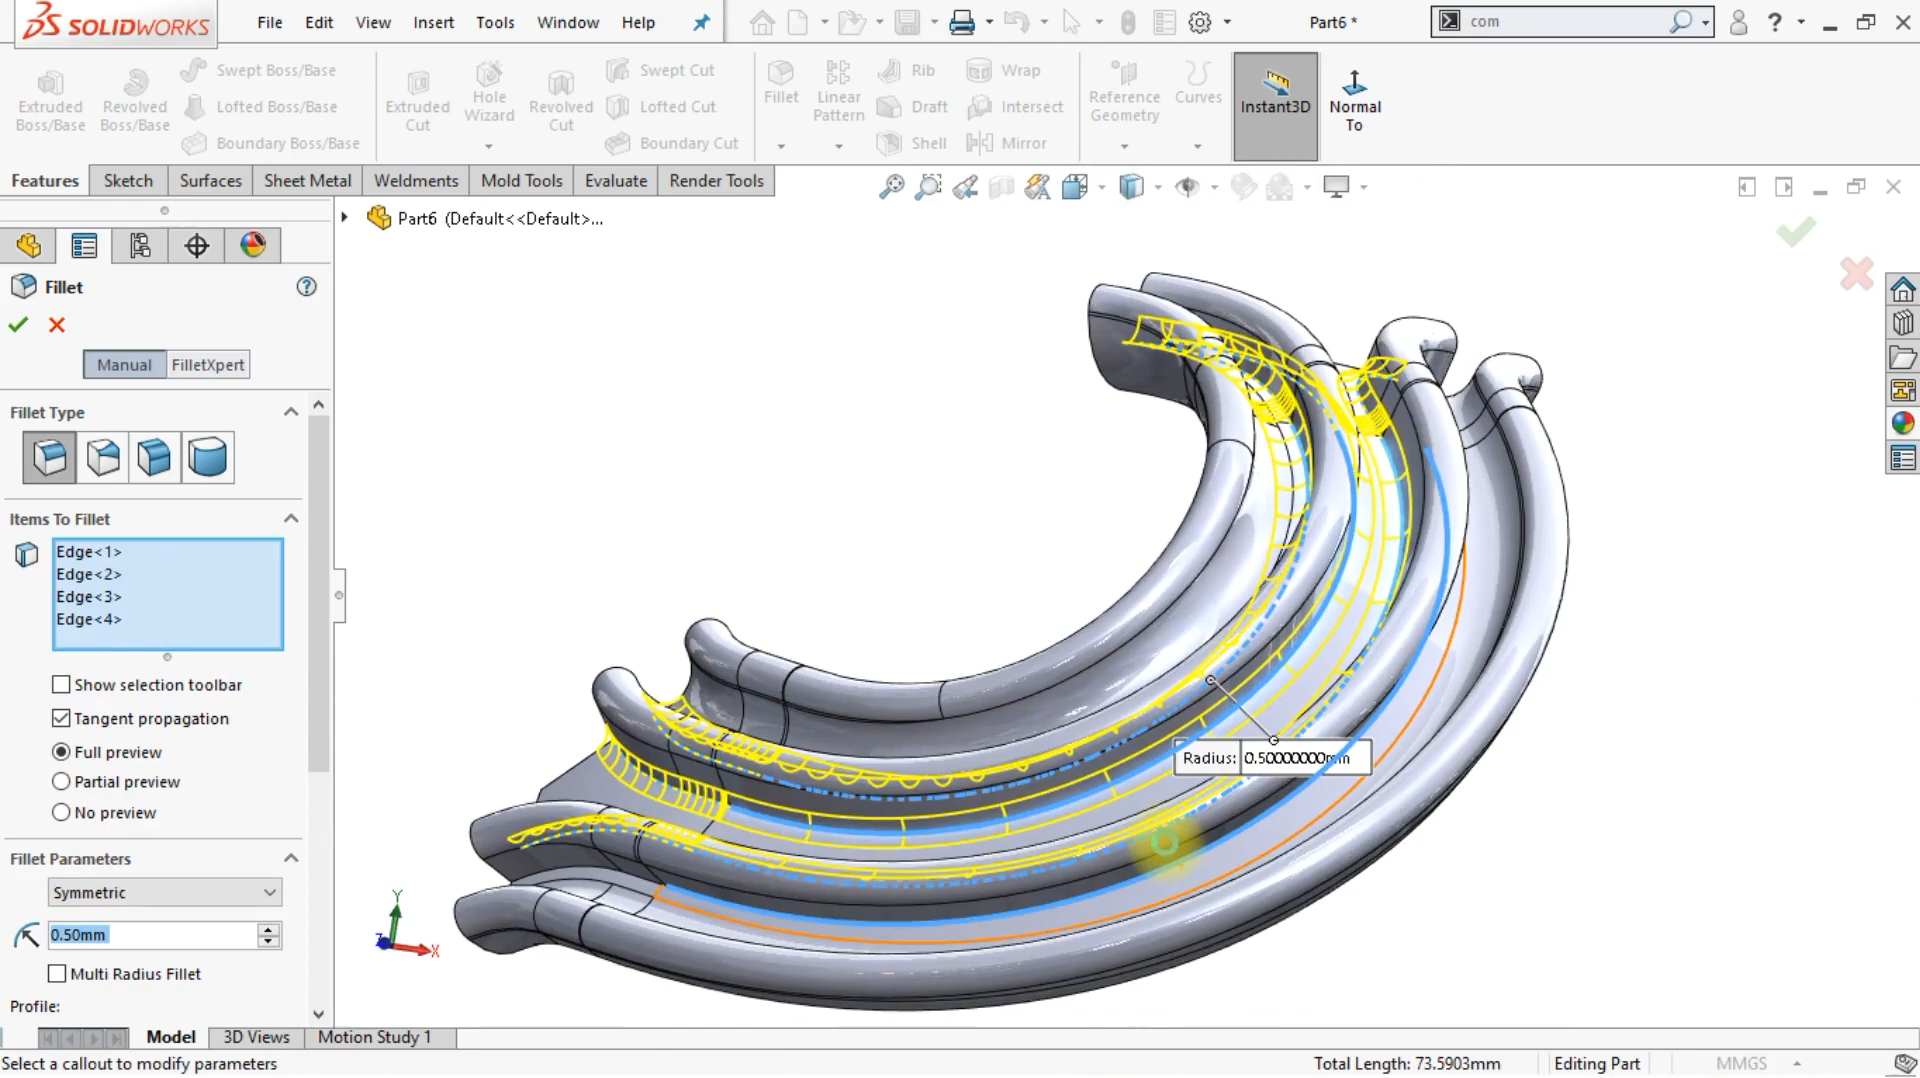 SOLIDWORKS
File Edit View Insert Tools Window Help
Part6 *
com
Extruded Boss/Base
Revolved Boss/Base
Swept Boss/Base
Lofted Boss/Base
Boundary Boss/Base
Extruded Cut
Hole Wizard
Revolved Cut
Swept Cut
Lofted Cut
Boundary Cut
Fillet
Linear Pattern
Rib
Draft
Shell
Wrap
Intersect
Mirror
Reference Geometry
Curves
Instant3D
Normal To
Features Sketch Surfaces Sheet Metal Weldments Mold Tools Evaluate Render Tools
Part6 (Default<<Default>...
Fillet
Manual FilletXpert
Fillet Type
Items To Fillet
Edge<1>
Edge<2>
Edge<3>
Edge<4>
Show selection toolbar
Tangent propagation
Full preview
Partial preview
No preview
Fillet Parameters
Symmetric
0.50mm
Multi Radius Fillet
Profile:
Radius: 0.50000000mm
Y
Z
X
Model 3D Views Motion Study 1
Select a callout to modify parameters
Total Length: 73.5903mm
Editing Part
MMGS